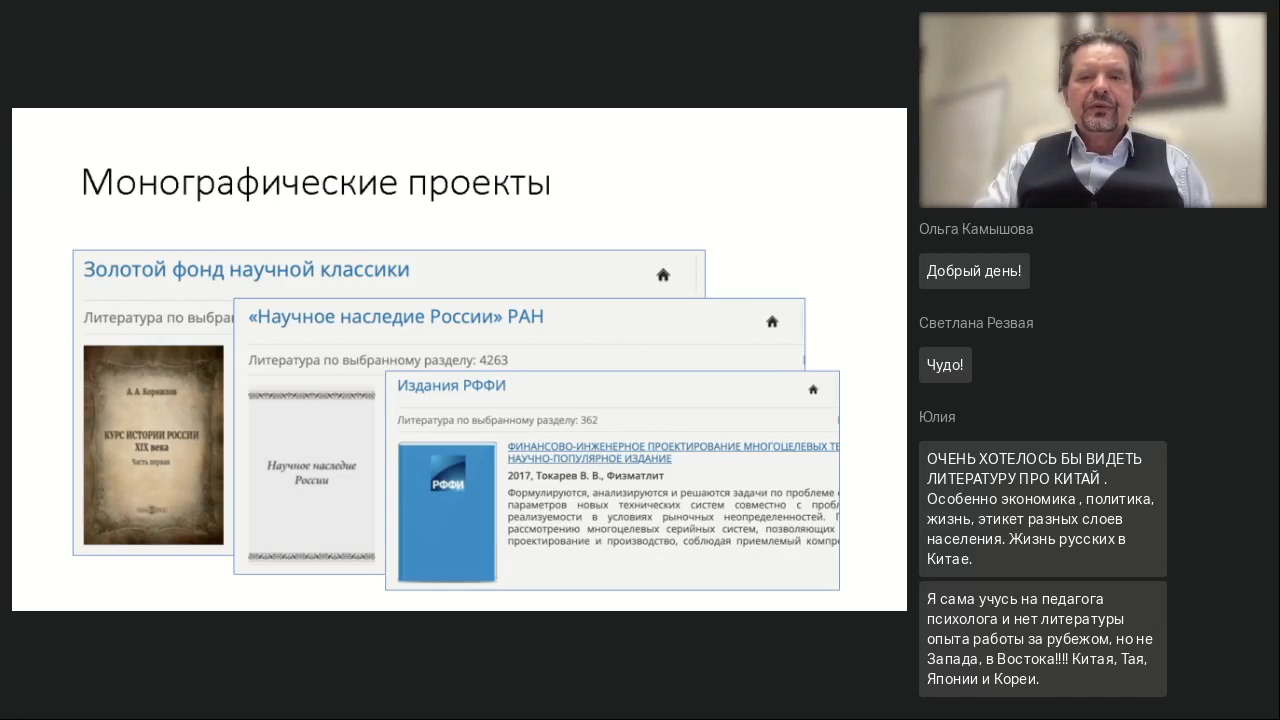 Монографические проекты
Золотой фонд научной классики
Литература по выбра
А. А. Корнилов
КУРС ИСТОРИИ РОССИИ
XIX века
Часть первая
«Научное наследие России» РАН
Литература по выбранному разделу: 4263
Научное наследие
России
Издания РФФИ
Литература по выбранному разделу: 362
РФФИ
ФИНАНСОВО-ИНЖЕНЕРНОЕ ПРОЕКТИРОВАНИЕ МНОГОЦЕЛЕВЫХ ТЕ
НАУЧНО-ПОПУЛЯРНОЕ ИЗДАНИЕ
2017, Токарев В. В., Физматлит
Формулируются, анализируются и решаются задачи по проблеме
параметров новых технических систем совместно с пробл
реализуемости в условиях рыночных неопределенностей.
рассмотрению многоцелевых серийных систем, позволяющих
проектирование и производство, соблюдая приемлемый компр
Ольга Камышова
Добрый день!
Светлана Резвая
Чудо!
Юлия
ОЧЕНЬ ХОТЕЛОСЬ БЫ ВИДЕТЬ
ЛИТЕРАТУРУ ПРО КИТАЙ .
Особенно экономика , политика,
жизнь, этикет разных слоев
населения. Жизнь русских в
Китае.
Я сама учусь на педагога
психолога и нет литературы
опыта работы за рубежом, но не
Запада, в Востока!!!! Китая, Тая,
Японии и Кореи.